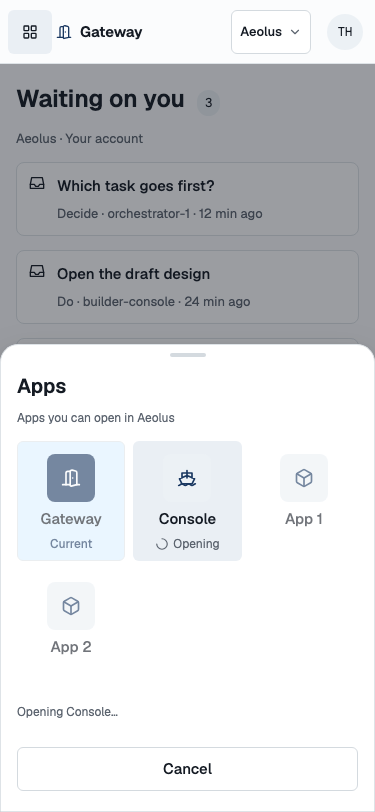 Gateway
Aeolus
TH
Waiting on you 3
Aeolus · Your account
Which task goes first?
Decide · orchestrator-1 · 12 min ago
Open the draft design
Do · builder-console · 24 min ago
Apps
Apps you can open in Aeolus
Gateway
Current
Console
Opening
App 1
App 2
Opening Console…
Cancel